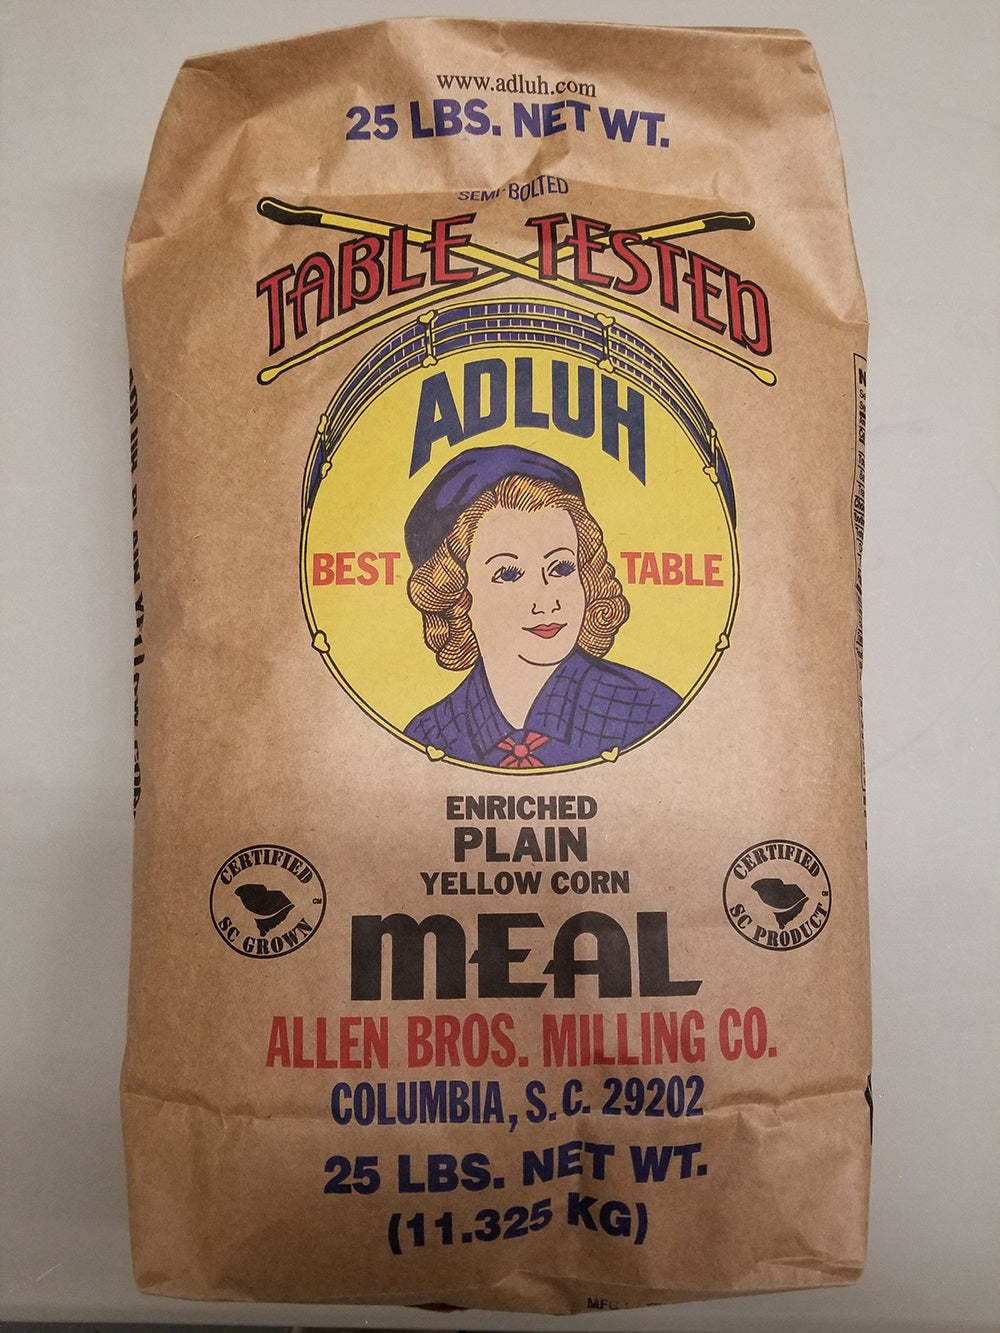 www.adluh.com
25 LBS. NET WT.
SEMI-BOLTED
TABLE TESTED
ADLUH
BEST TABLE
ENRICHED
PLAIN
YELLOW CORN
MEAL
CERTIFIED
SC GROWN
CERTIFIED
SC PRODUCT
ALLEN BROS. MILLING CO.
COLUMBIA, S.C. 29202
25 LBS. NET WT.
(11.325 KG)
MFG